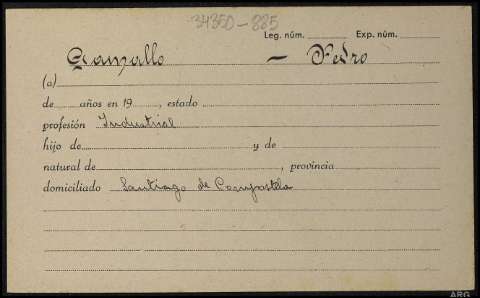 34350-885
Leg. núm. Exp. núm.
Gamallo - Pedro
(a)
de años en 19 , estado
profesión Industrial
hijo de y de
natural de , provincia
domiciliado Santiago de Compostela
ARG